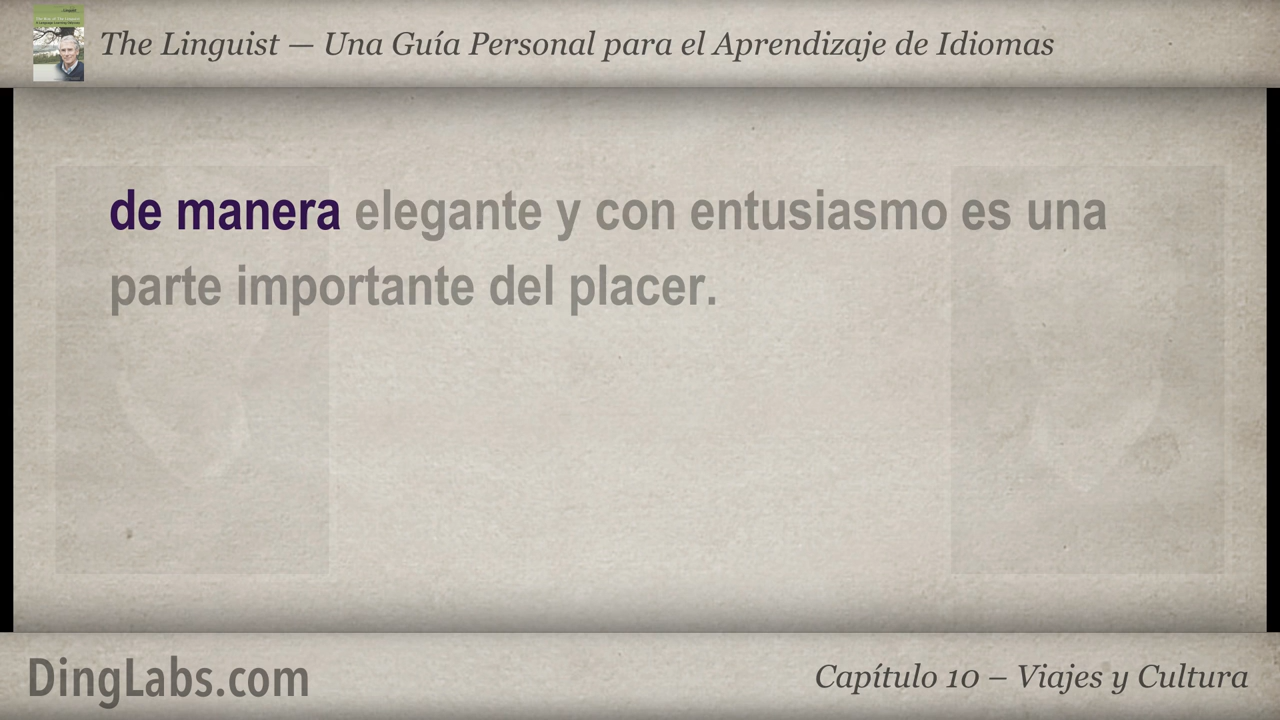 The Linguist — Una Guía Personal para el Aprendizaje de Idiomas
de manera elegante y con entusiasmo es una
parte importante del placer.
DingLabs.com
Capítulo 10 – Viajes y Cultura